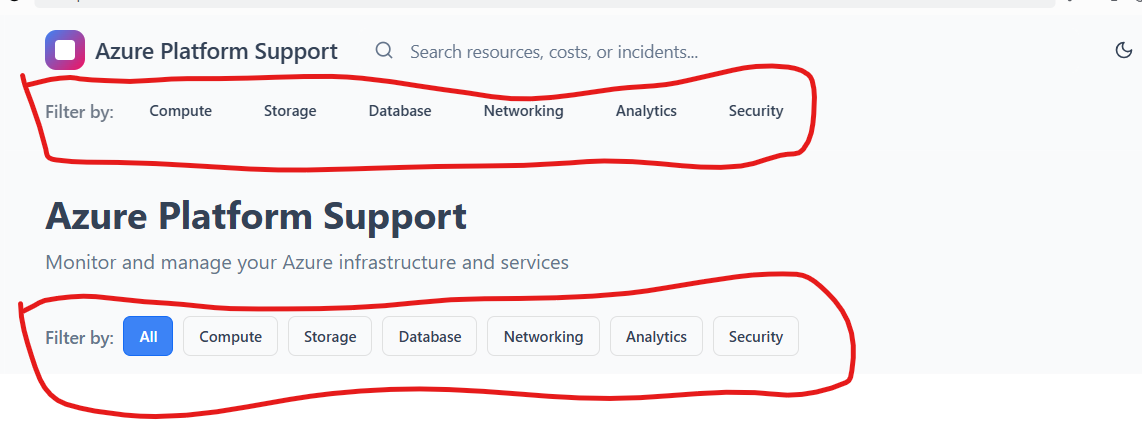 Azure Platform Support Search resources, costs, or incidents...
Filter by: Compute Storage Database Networking Analytics Security
Azure Platform Support
Monitor and manage your Azure infrastructure and services
Filter by: All Compute Storage Database Networking Analytics Security